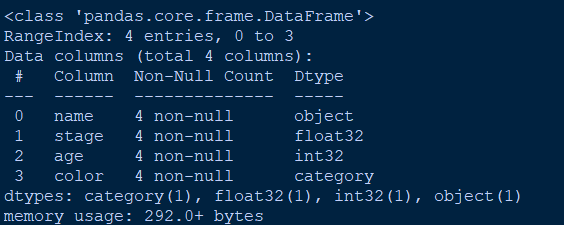 <class 'pandas.core.frame.DataFrame'>
RangeIndex: 4 entries, 0 to 3
Data columns (total 4 columns):
 #   Column  Non-Null Count  Dtype
---  ------  --------------  -----
 0   name    4 non-null      object
 1   stage   4 non-null      float32
 2   age     4 non-null      int32
 3   color   4 non-null      category
dtypes: category(1), float32(1), int32(1), object(1)
memory usage: 292.0+ bytes